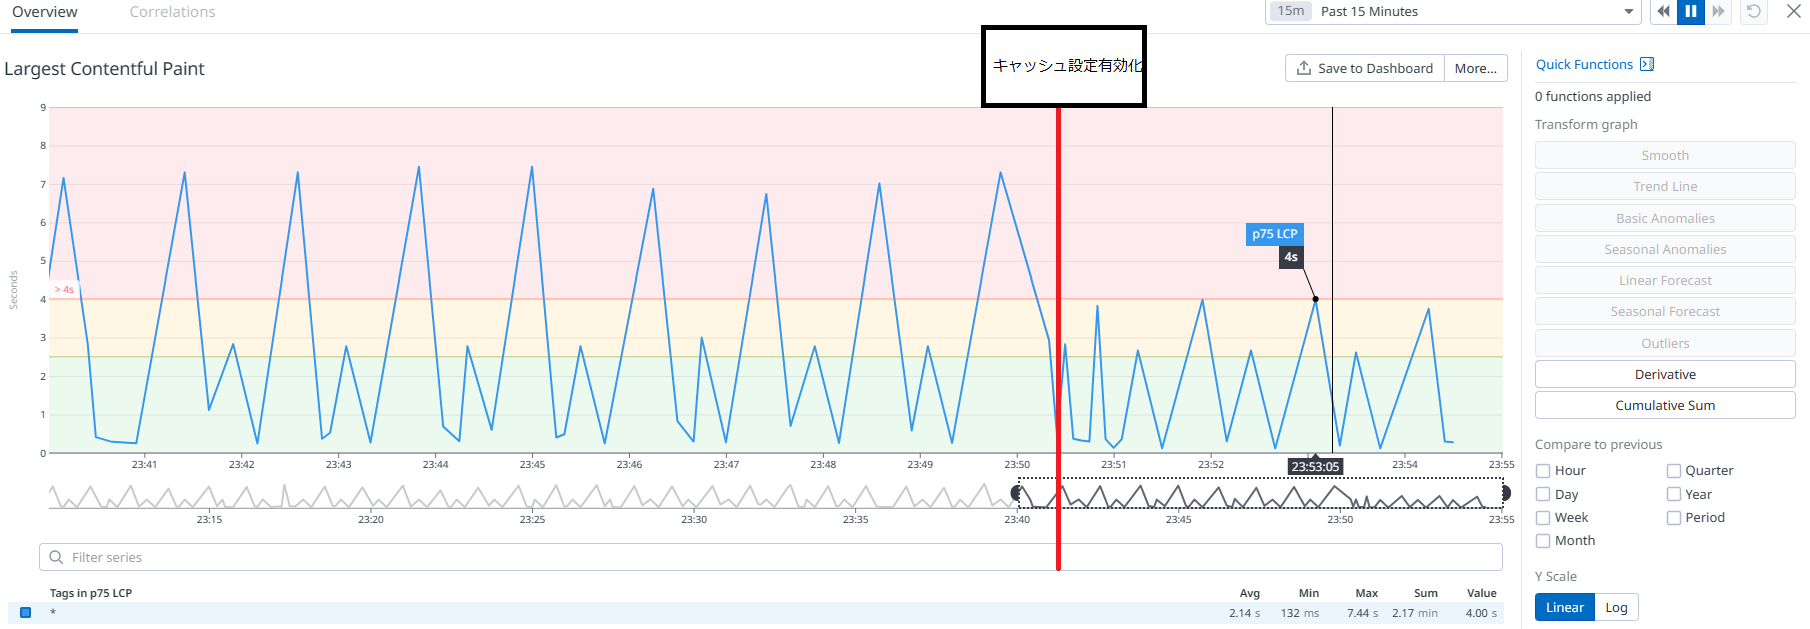 Overview Correlations
15m Past 15 Minutes
キャッシュ設定有効化
Largest Contentful Paint
Save to Dashboard More...
Quick Functions
0 functions applied
Transform graph
Smooth
Trend Line
Basic Anomalies
Seasonal Anomalies
Linear Forecast
Seasonal Forecast
Outliers
Derivative
Cumulative Sum
Compare to previous
Hour Quarter
Day Year
Week Period
Month
Y Scale
Linear Log
Seconds
9
8
7
6
5
4
3
2
1
0
> 4s
p75 LCP
4s
23:41 23:42 23:43 23:44 23:45 23:46 23:47 23:48 23:49 23:50 23:51 23:52 23:53:05 23:54 23:55
23:15 23:20 23:25 23:30 23:35 23:40 23:45 23:50 23:55
Filter series
Tags in p75 LCP Avg Min Max Sum Value
* 2.14 s 132 ms 7.44 s 2.17 min 4.00 s